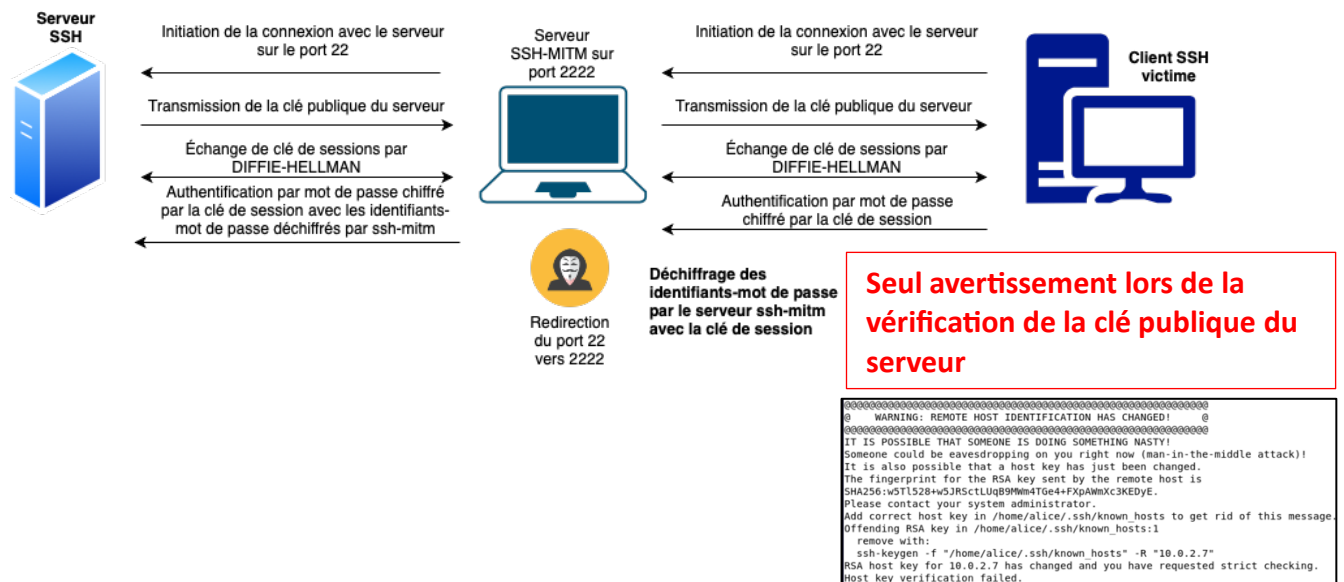 Serveur
SSH
Initiation de la connexion avec le serveur
sur le port 22
Serveur
SSH-MITM sur
port 2222
Initiation de la connexion avec le serveur
sur le port 22
Client SSH
victime
Transmission de la clé publique du serveur
Transmission de la clé publique du serveur
Échange de clé de sessions par
DIFFIE-HELLMAN
Échange de clé de sessions par
DIFFIE-HELLMAN
Authentification par mot de passe chiffré
par la clé de session avec les identifiants-
mot de passe déchiffrés par ssh-mitm
Authentification par mot de passe
chiffré par la clé de session
Redirection
du port 22
vers 2222
Déchiffrage des
identifiants-mot de passe
par le serveur ssh-mitm
avec la clé de session
Seul avertissement lors de la
vérification de la clé publique du
serveur
@@@@@@@@@@@@@@@@@@@@@@@@@@@@@@@@@@@@@@@@@@@@@@@@@@@@@@@@@@@
@    WARNING: REMOTE HOST IDENTIFICATION HAS CHANGED!     @
@@@@@@@@@@@@@@@@@@@@@@@@@@@@@@@@@@@@@@@@@@@@@@@@@@@@@@@@@@@
IT IS POSSIBLE THAT SOMEONE IS DOING SOMETHING NASTY!
Someone could be eavesdropping on you right now (man-in-the-middle attack)!
It is also possible that a host key has just been changed.
The fingerprint for the RSA key sent by the remote host is
SHA256:w5Tl528+w5JRSctLUqB9MWm4TGe4+FXpAWmXc3KEDyE.
Please contact your system administrator.
Add correct host key in /home/alice/.ssh/known_hosts to get rid of this message.
Offending RSA key in /home/alice/.ssh/known_hosts:1
  remove with:
  ssh-keygen -f "/home/alice/.ssh/known_hosts" -R "10.0.2.7"
RSA host key for 10.0.2.7 has changed and you have requested strict checking.
Host key verification failed.